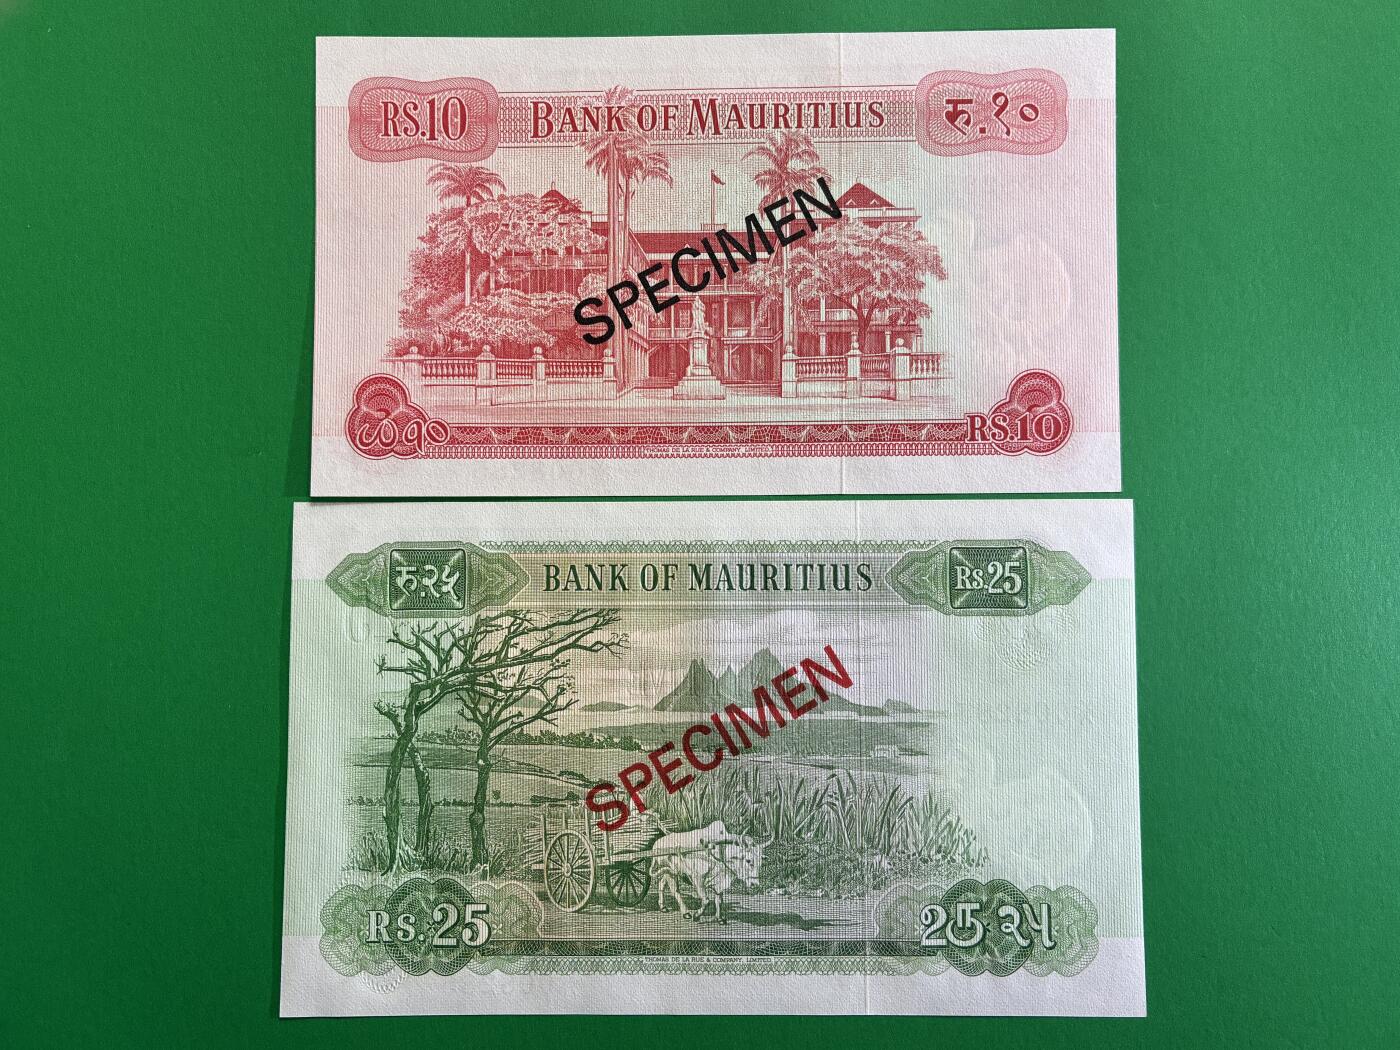 RS.10
BANK OF MAURITIUS
रु.१०
SPECIMEN
RS.10
THOMAS DE LA RUE & COMPANY, LIMITED.
रु.२५
BANK OF MAURITIUS
Rs.25
SPECIMEN
Rs.25
THOMAS DE LA RUE & COMPANY, LIMITED.